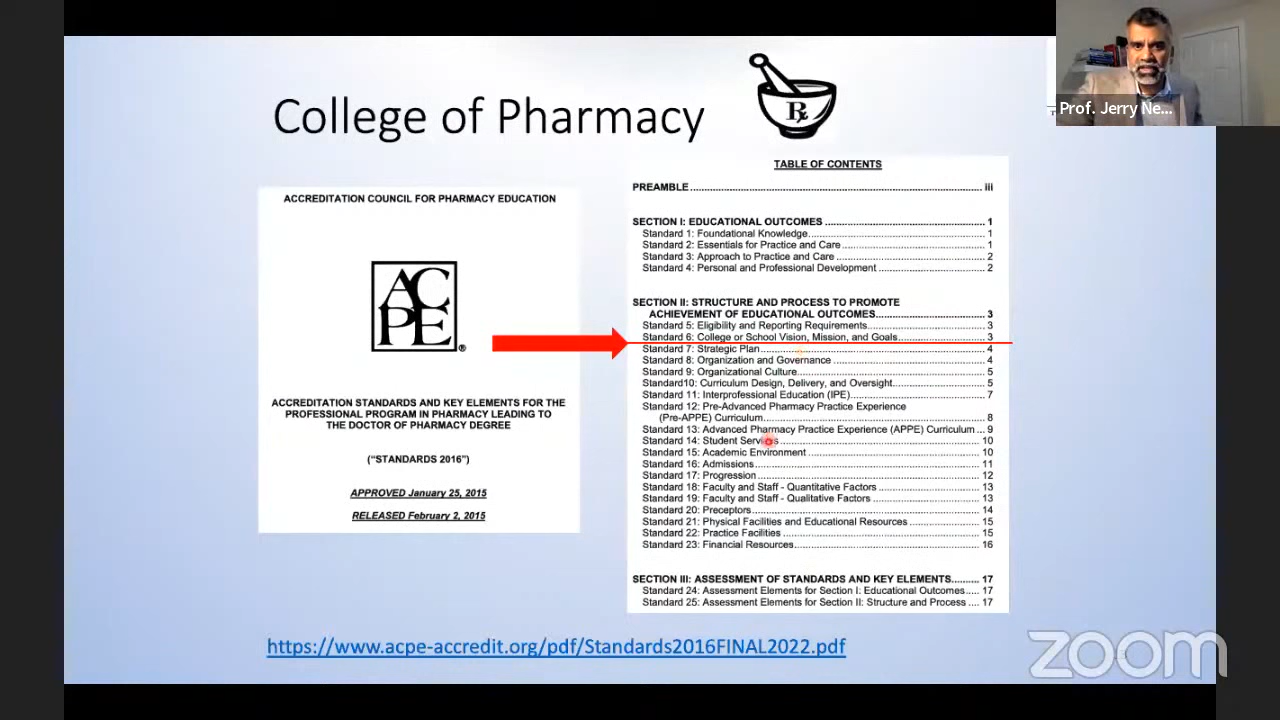 College of Pharmacy
Rx
Prof. Jerry Ne...
ACCREDITATION COUNCIL FOR PHARMACY EDUCATION
AC
PE®
ACCREDITATION STANDARDS AND KEY ELEMENTS FOR THE
PROFESSIONAL PROGRAM IN PHARMACY LEADING TO
THE DOCTOR OF PHARMACY DEGREE
("STANDARDS 2016")
APPROVED January 25, 2015
RELEASED February 2, 2015
TABLE OF CONTENTS
PREAMBLE ... iii
SECTION I: EDUCATIONAL OUTCOMES ... 1
Standard 1: Foundational Knowledge ... 1
Standard 2: Essentials for Practice and Care ... 1
Standard 3: Approach to Practice and Care ... 2
Standard 4: Personal and Professional Development ... 2
SECTION II: STRUCTURE AND PROCESS TO PROMOTE
ACHIEVEMENT OF EDUCATIONAL OUTCOMES ... 3
Standard 5: Eligibility and Reporting Requirements ... 3
Standard 6: College or School Vision, Mission, and Goals ... 3
Standard 7: Strategic Plan ... 4
Standard 8: Organization and Governance ... 4
Standard 9: Organizational Culture ... 5
Standard10: Curriculum Design, Delivery, and Oversight ... 5
Standard 11: Interprofessional Education (IPE) ... 7
Standard 12: Pre-Advanced Pharmacy Practice Experience
(Pre-APPE) Curriculum ... 8
Standard 13: Advanced Pharmacy Practice Experience (APPE) Curriculum ... 9
Standard 14: Student Services ... 10
Standard 15: Academic Environment ... 10
Standard 16: Admissions ... 11
Standard 17: Progression ... 12
Standard 18: Faculty and Staff - Quantitative Factors ... 13
Standard 19: Faculty and Staff - Qualitative Factors ... 13
Standard 20: Preceptors ... 14
Standard 21: Physical Facilities and Educational Resources ... 15
Standard 22: Practice Facilities ... 15
Standard 23: Financial Resources ... 16
SECTION III: ASSESSMENT OF STANDARDS AND KEY ELEMENTS ... 17
Standard 24: Assessment Elements for Section I: Educational Outcomes ... 17
Standard 25: Assessment Elements for Section II: Structure and Process ... 17
https://www.acpe-accredit.org/pdf/Standards2016FINAL2022.pdf
zoom